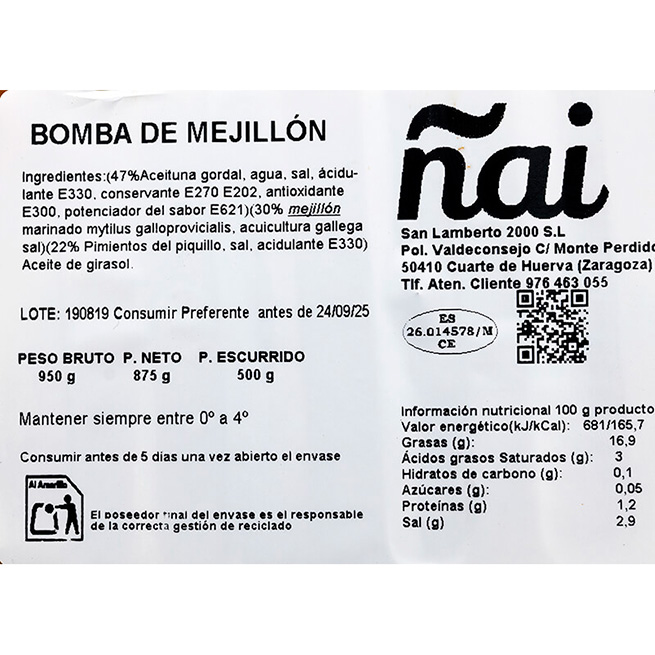 BOMBA DE MEJILLÓN
Ingredientes:(47%Aceituna gordal, agua, sal, ácidu-
lante E330, conservante E270 E202, antioxidante
E300, potenciador del sabor E621)(30% mejillón
marinado mytilus galloprovicialis, acuicultura gallega
sal)(22% Pimientos del piquillo, sal, acidulante E330)
Aceite de girasol.
LOTE: 190819 Consumir Preferente antes de 24/09/25
PESO BRUTO P. NETO P. ESCURRIDO
950 g 875 g 500 g
Mantener siempre entre 0º a 4º
Consumir antes de 5 dias una vez abierto el envase
Al Amarillo
El poseedor final del envase es el responsable
de la correcta gestión de reciclado
ñai
San Lamberto 2000 S.L
Pol. Valdeconsejo C/ Monte Perdido
50410 Cuarte de Huerva (Zaragoza)
Tlf. Aten. Cliente 976 463 055
ES
26.014578/M
CE
Información nutricional 100 g producto
Valor energético(kJ/kCal): 681/165,7
Grasas (g): 16,9
Ácidos grasos Saturados (g): 3
Hidratos de carbono (g): 0,1
Azúcares (g): 0,05
Proteínas (g) 1,2
Sal (g) 2,9